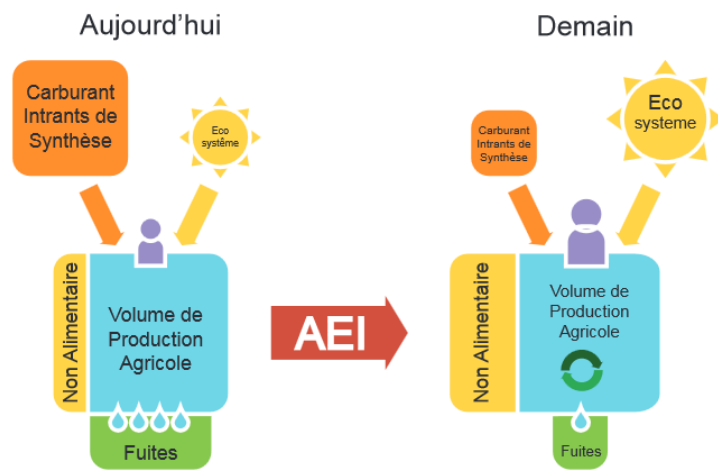 Aujourd’hui
Demain
Carburant
Intrants de
Synthèse
Eco
système
Carburant
Intrants de
Synthèse
Eco
systeme
Non Alimentaire
Volume de
Production
Agricole
AEI
Non Alimentaire
Volume de
Production
Agricole
Fuites
Fuites